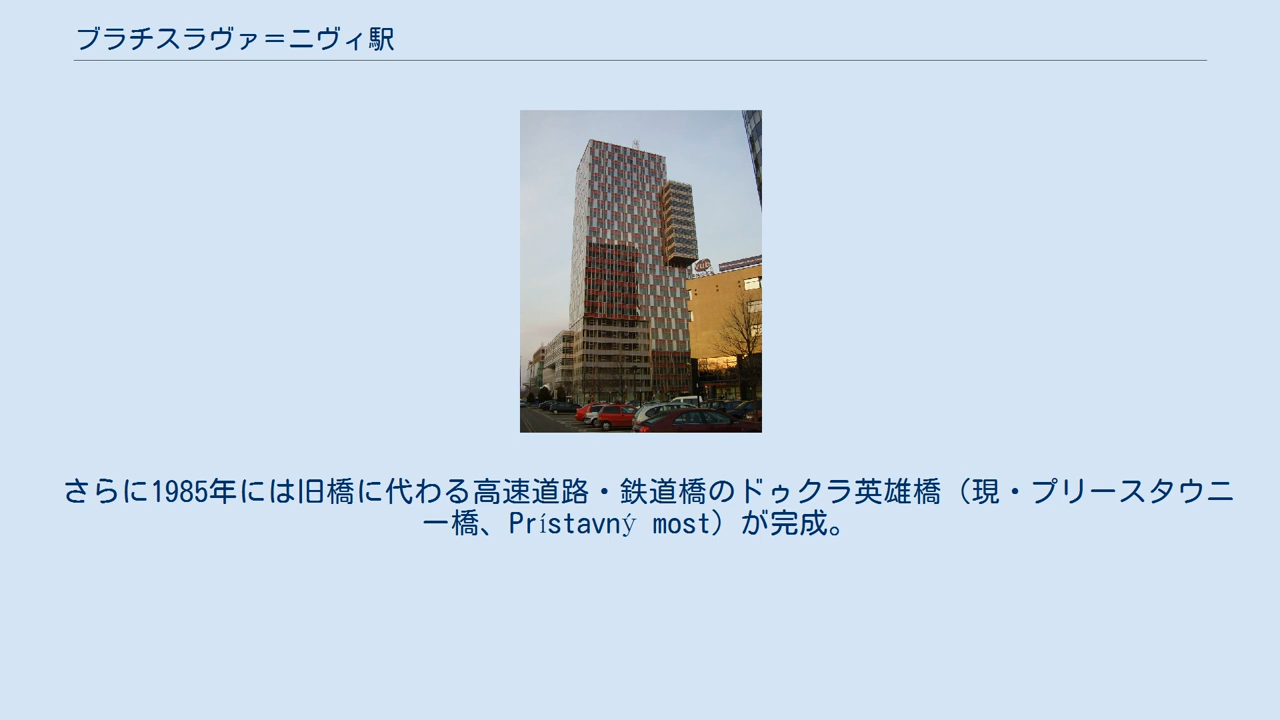 ブラチスラヴァ＝ニヴィ駅
さらに1985年には旧橋に代わる高速道路・鉄道橋のドゥクラ英雄橋（現・プリースタウニ
ー橋、Prístavný most）が完成。